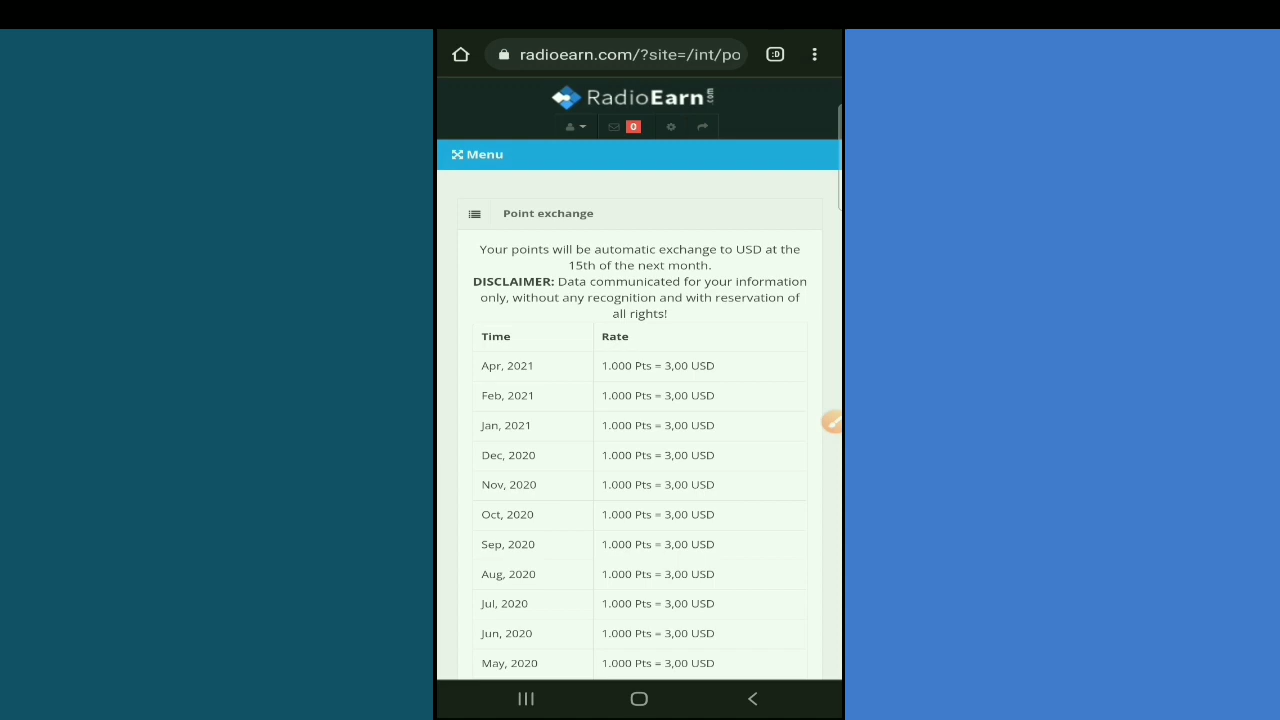 radioearn.com/?site=/int/po
:D
RadioEarn.com
0
Menu
Point exchange
Your points will be automatic exchange to USD at the
15th of the next month.
DISCLAIMER: Data communicated for your information
only, without any recognition and with reservation of
all rights!
Time Rate
Apr, 2021 1.000 Pts = 3,00 USD
Feb, 2021 1.000 Pts = 3,00 USD
Jan, 2021 1.000 Pts = 3,00 USD
Dec, 2020 1.000 Pts = 3,00 USD
Nov, 2020 1.000 Pts = 3,00 USD
Oct, 2020 1.000 Pts = 3,00 USD
Sep, 2020 1.000 Pts = 3,00 USD
Aug, 2020 1.000 Pts = 3,00 USD
Jul, 2020 1.000 Pts = 3,00 USD
Jun, 2020 1.000 Pts = 3,00 USD
May, 2020 1.000 Pts = 3,00 USD